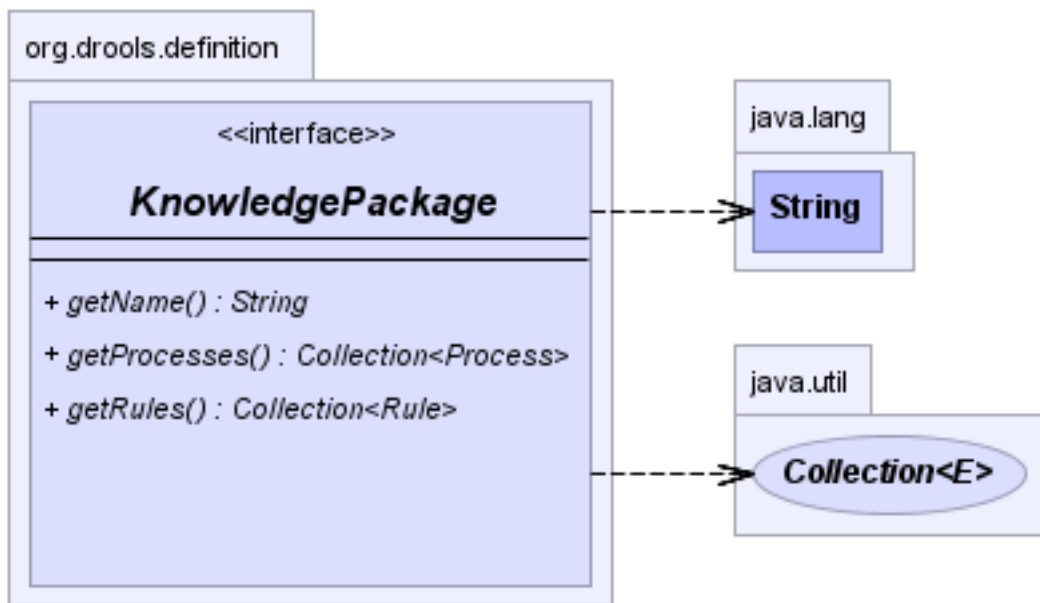 org.drools.definition
<<interface>>
KnowledgePackage
+ getName() : String
+ getProcesses() : Collection<Process>
+ getRules() : Collection<Rule>
java.lang
String
java.util
Collection<E>